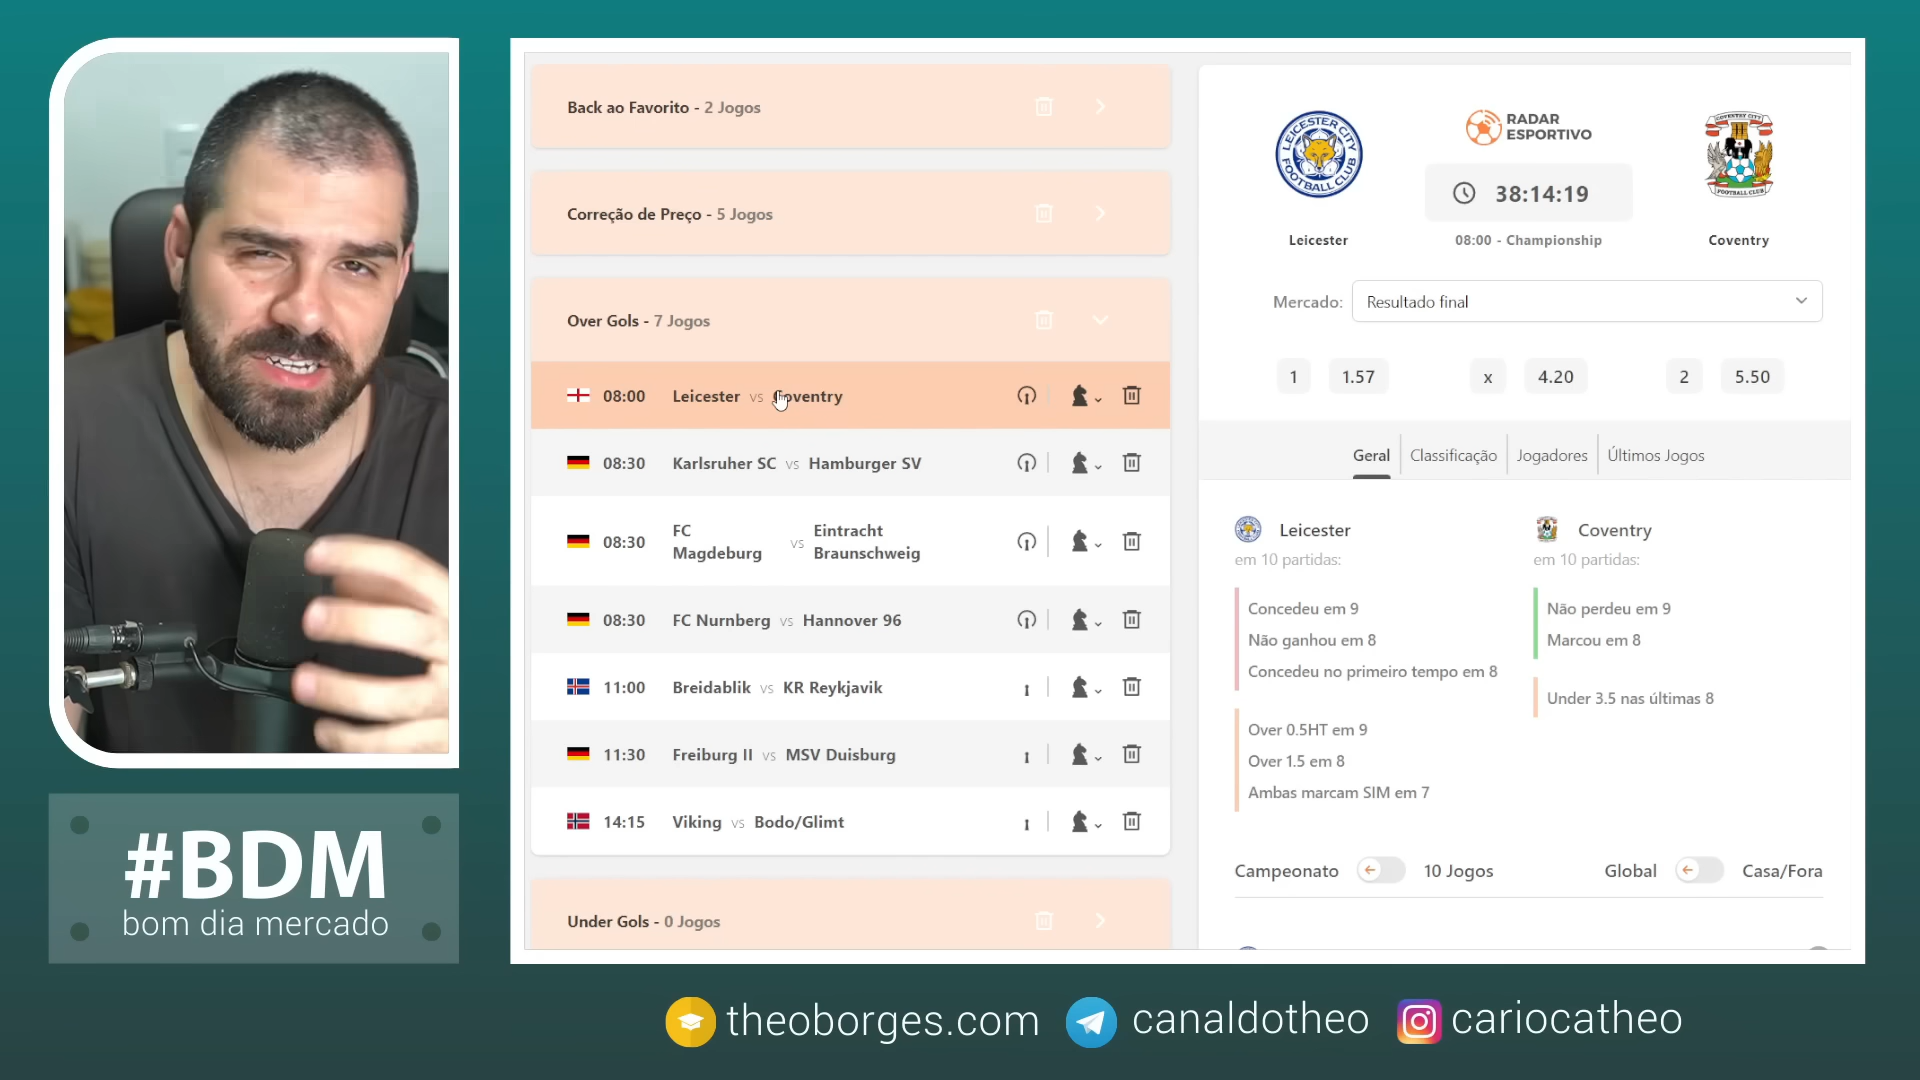 Back ao Favorito - 2 Jogos
Correção de Preço - 5 Jogos
Over Gols - 7 Jogos
08:00 Leicester vs Coventry
08:30 Karlsruher SC vs Hamburger SV
08:30 FC Magdeburg vs Eintracht Braunschweig
08:30 FC Nurnberg vs Hannover 96
11:00 Breidablik vs KR Reykjavik
11:30 Freiburg II vs MSV Duisburg
14:15 Viking vs Bodo/Glimt
Under Gols - 0 Jogos
LEICESTER CITY
FOOTBALL CLUB
RADAR
ESPORTIVO
COVENTRY CITY
FOOTBALL CLUB
38:14:19
Leicester
08:00 - Championship
Coventry
Mercado: Resultado final
1 1.57 x 4.20 2 5.50
Geral Classificação Jogadores Últimos Jogos
Leicester
em 10 partidas:
Concedeu em 9
Não ganhou em 8
Concedeu no primeiro tempo em 8
Over 0.5HT em 9
Over 1.5 em 8
Ambas marcam SIM em 7
Coventry
em 10 partidas:
Não perdeu em 9
Marcou em 8
Under 3.5 nas últimas 8
Campeonato 10 Jogos Global Casa/Fora
#BDM
bom dia mercado
theoborges.com canaldotheo cariocatheo